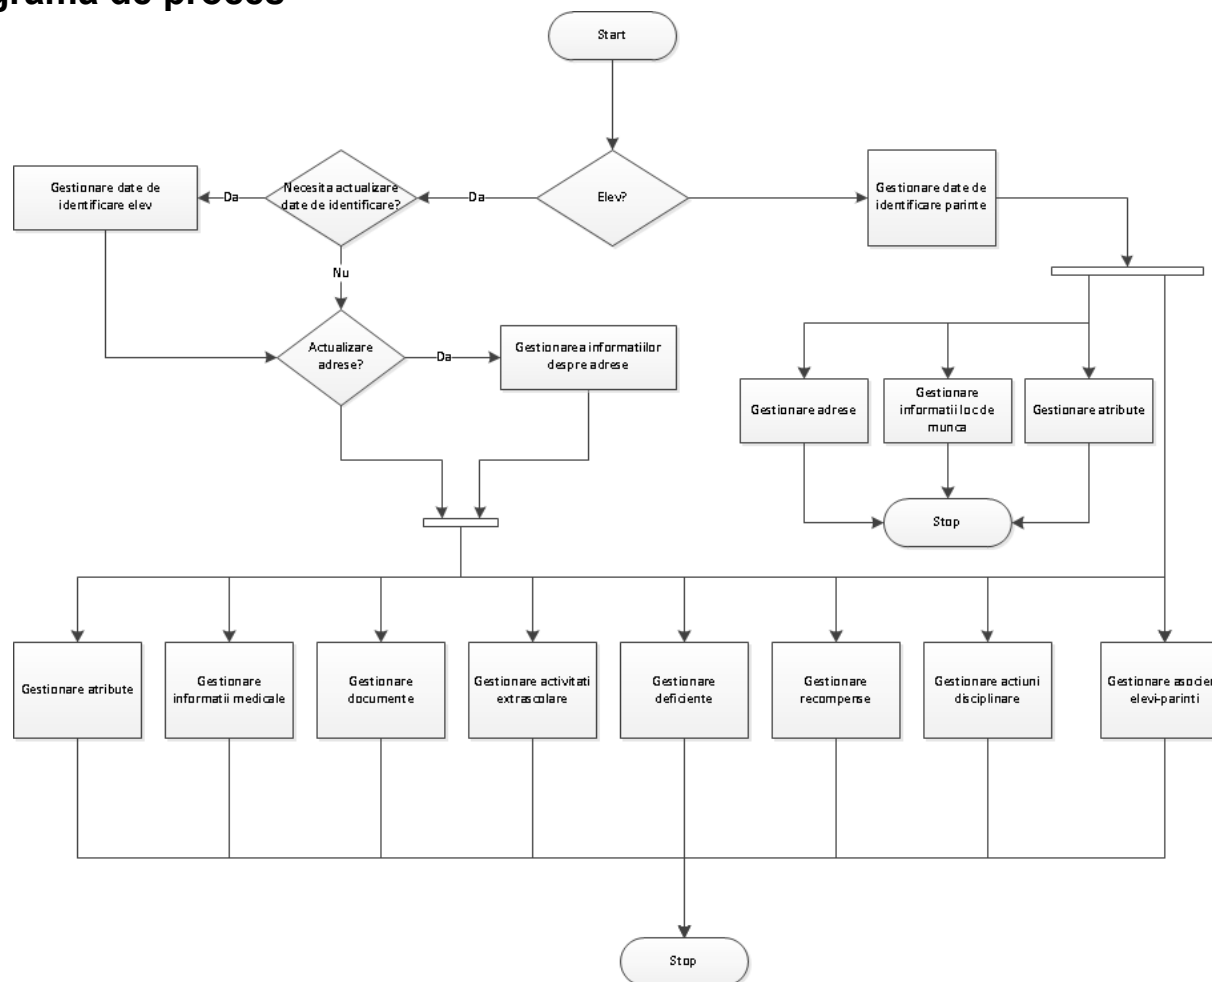 grama de proces
Start
Gestionare date de
identificare elev
Da
Necesita actualizare
date de identificare?
Da
Elev?
Gestionare date de
identificare parinte
Nu
Actualizare
adrese?
Da
Gestionarea informatiilor
despre adrese
Gestionare adrese
Gestionare
informatii loc de
munca
Gestionare atribute
Stop
Gestionare atribute
Gestionare
informatii medicale
Gestionare
documente
Gestionare activitati
extrascolare
Gestionare
deficiente
Gestionare
recompense
Gestionare actiuni
disciplinare
Gestionare asocier
elevi-parinti
Stop